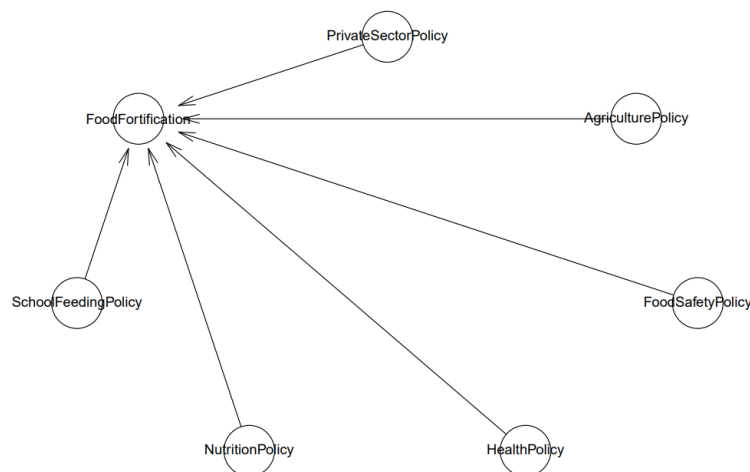 PrivateSectorPolicy
FoodFortification
AgriculturePolicy
SchoolFeedingPolicy
FoodSafetyPolicy
NutritionPolicy
HealthPolicy